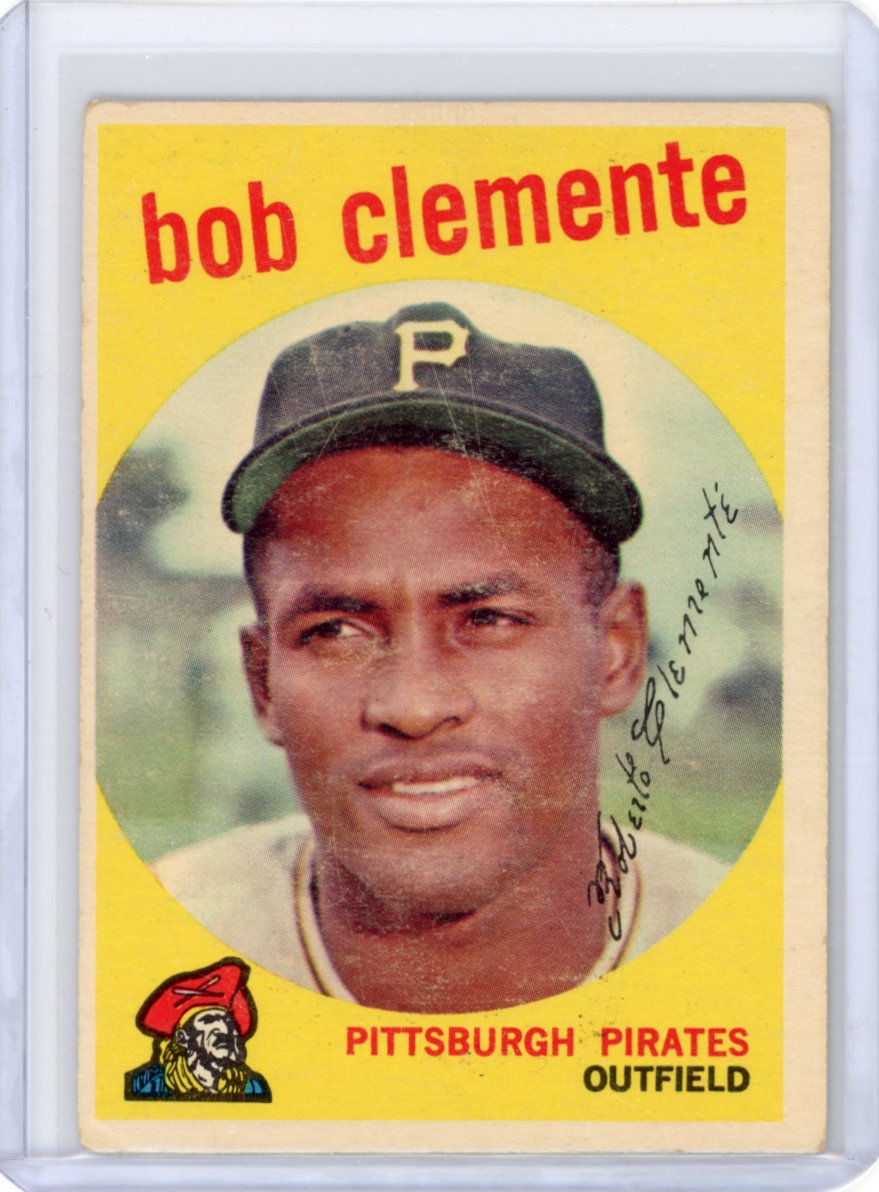 bob clemente
P
Roberto Clemente
PITTSBURGH PIRATES
OUTFIELD